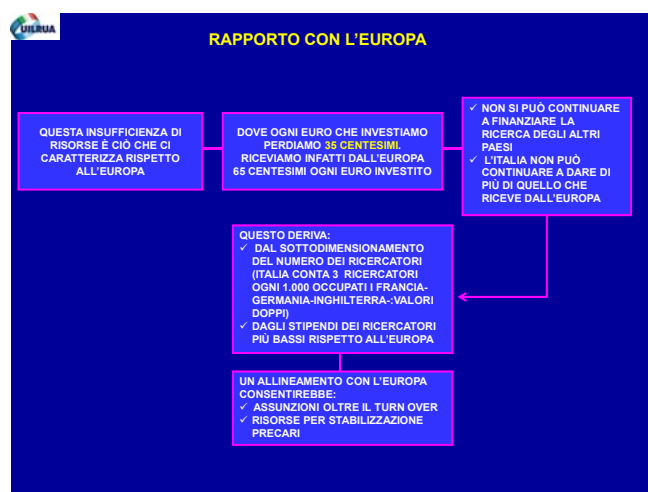 UILRUA
RAPPORTO CON L'EUROPA
QUESTA INSUFFICIENZA DI
RISORSE È CIÒ CHE CI
CARATTERIZZA RISPETTO
ALL'EUROPA
DOVE OGNI EURO CHE INVESTIAMO
PERDIAMO 35 CENTESIMI.
RICEVIAMO INFATTI DALL'EUROPA
65 CENTESIMI OGNI EURO INVESTITO
✓ NON SI PUÒ CONTINUARE
A FINANZIARE LA
RICERCA DEGLI ALTRI
PAESI
✓ L'ITALIA NON PUÒ
CONTINUARE A DARE DI
PIÙ DI QUELLO CHE
RICEVE DALL'EUROPA
QUESTO DERIVA:
✓ DAL SOTTODIMENSIONAMENTO
DEL NUMERO DEI RICERCATORI
(ITALIA CONTA 3 RICERCATORI
OGNI 1.000 OCCUPATI I FRANCIA-
GERMANIA-INGHILTERRA-:VALORI
DOPPI)
✓ DAGLI STIPENDI DEI RICERCATORI
PIÙ BASSI RISPETTO ALL'EUROPA
UN ALLINEAMENTO CON L'EUROPA
CONSENTIREBBE:
✓ ASSUNZIONI OLTRE IL TURN OVER
✓ RISORSE PER STABILIZZAZIONE
PRECARI